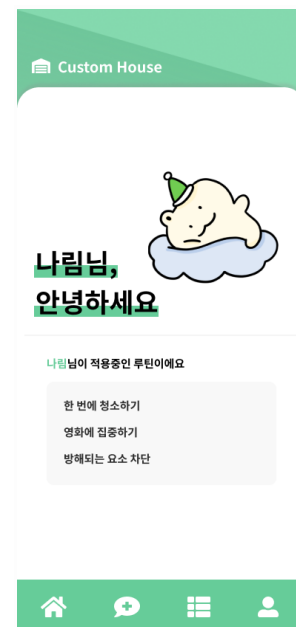 Custom House
나림님,
안녕하세요
나림님이 적용중인 루틴이에요
한 번에 청소하기
영화에 집중하기
방해되는 요소 차단